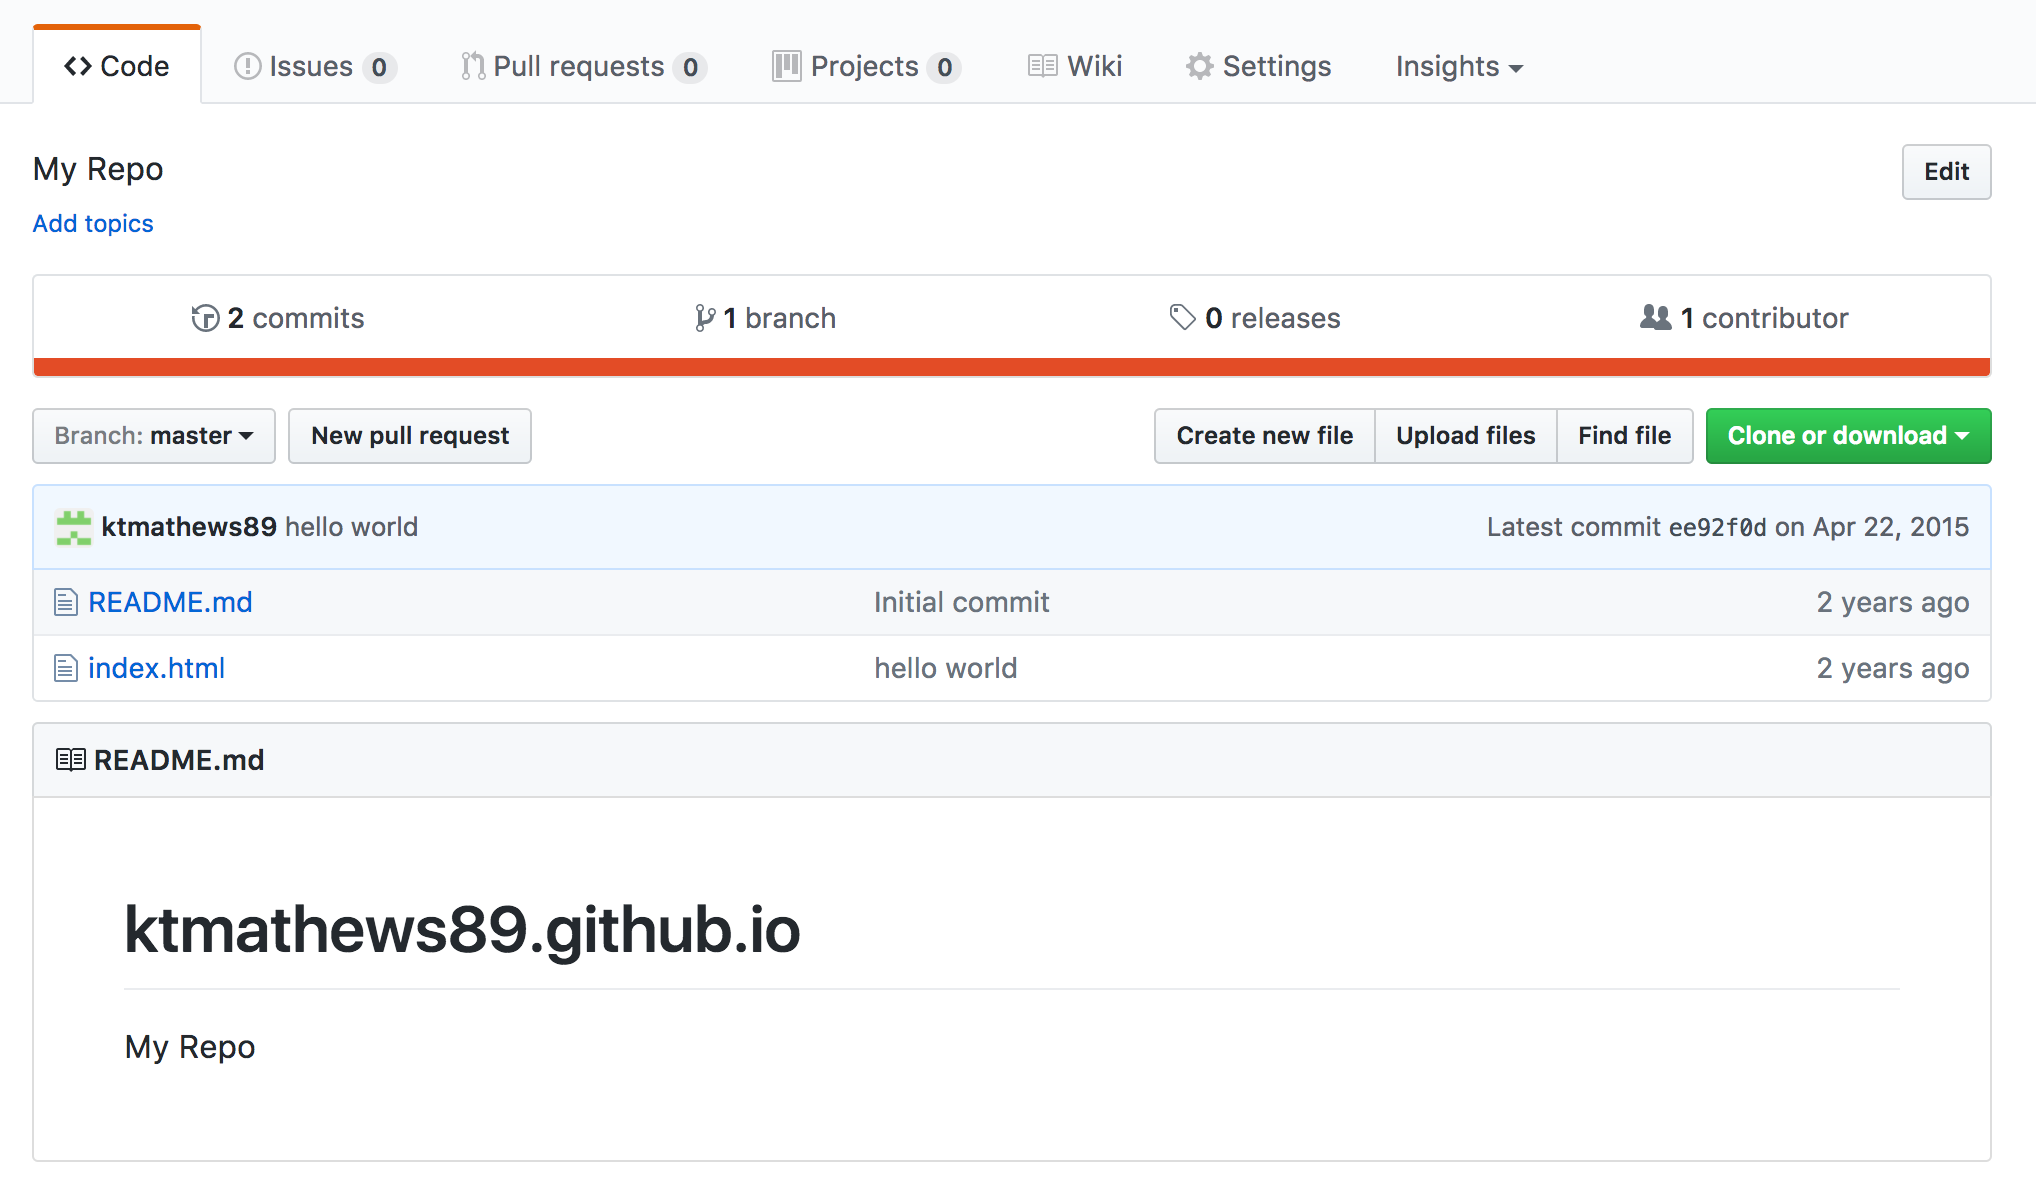 Code Issues 0 Pull requests 0 Projects 0 Wiki Settings Insights
My Repo Edit
Add topics
2 commits 1 branch 0 releases 1 contributor
Branch: master New pull request Create new file Upload files Find file Clone or download
ktmathews89 hello world Latest commit ee92f0d on Apr 22, 2015
README.md Initial commit 2 years ago
index.html hello world 2 years ago
README.md
ktmathews89.github.io
My Repo